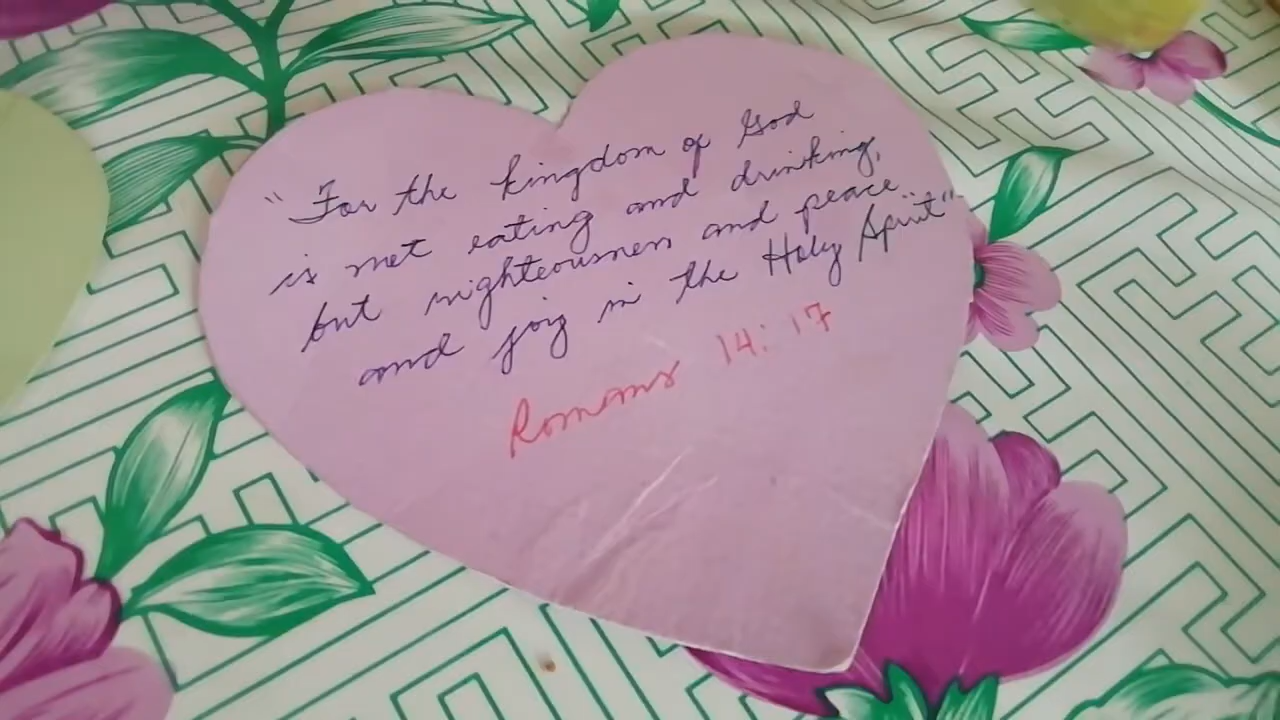 "For the kingdom of God
is not eating and drinking,
but righteousness and peace
and joy in the Holy Spirit"
Romans 14:17